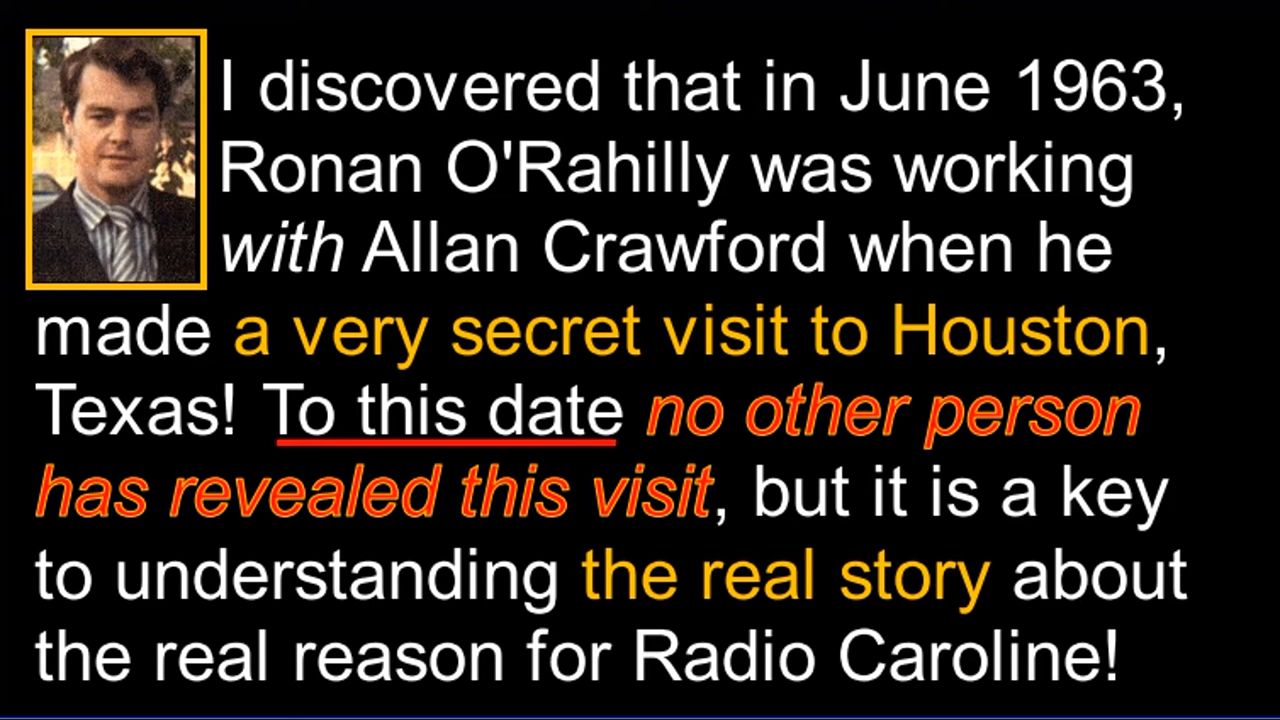 I discovered that in June 1963,
Ronan O'Rahilly was working
with Allan Crawford when he
made a very secret visit to Houston,
Texas! To this date no other person
has revealed this visit, but it is a key
to understanding the real story about
the real reason for Radio Caroline!